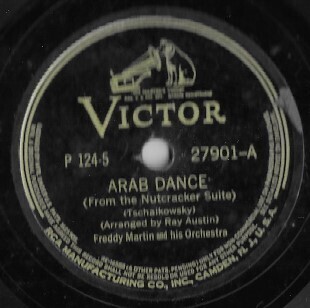 VICTOR
P 124-5
27901-A
ARAB DANCE
(From the Nutcracker Suite)
(Tschaikowsky)
(Arranged by Ray Austin)
Freddy Martin and his Orchestra
RCA MANUFACTURING CO., INC., CAMDEN, N. J., U. S. A.